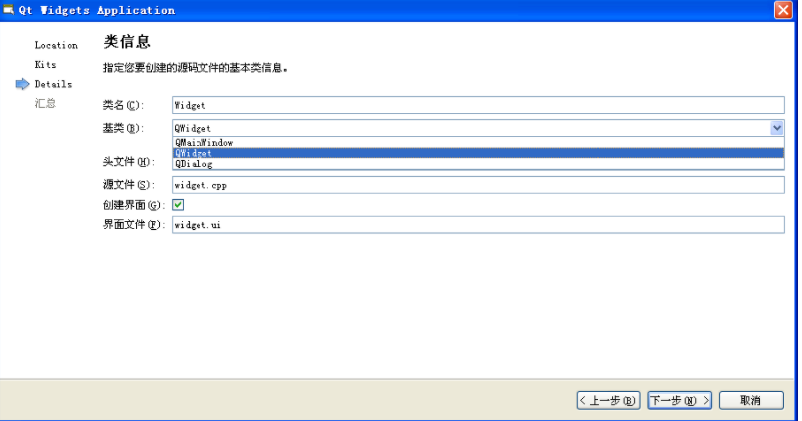 Qt Widgets Application
Location
Kits
Details
汇总
类信息
指定您要创建的源码文件的基本类信息。
类名(C): Widget
基类(B): QWidget
QMainWindow
QWidget
QDialog
头文件(H):
源文件(S): widget.cpp
创建界面(G):
界面文件(F): widget.ui
< 上一步(B)
下一步(N) >
取消